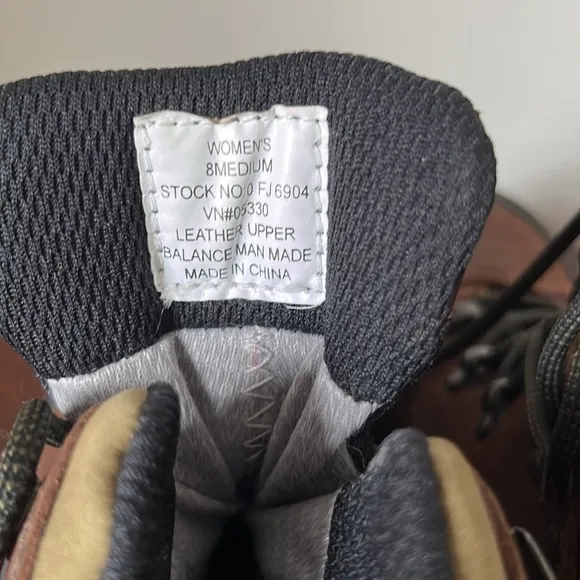 WOMEN'S
8MEDIUM
STOCK NO:0 FJ6904
VN#05330
LEATHER UPPER
BALANCE MAN MADE
MADE IN CHINA